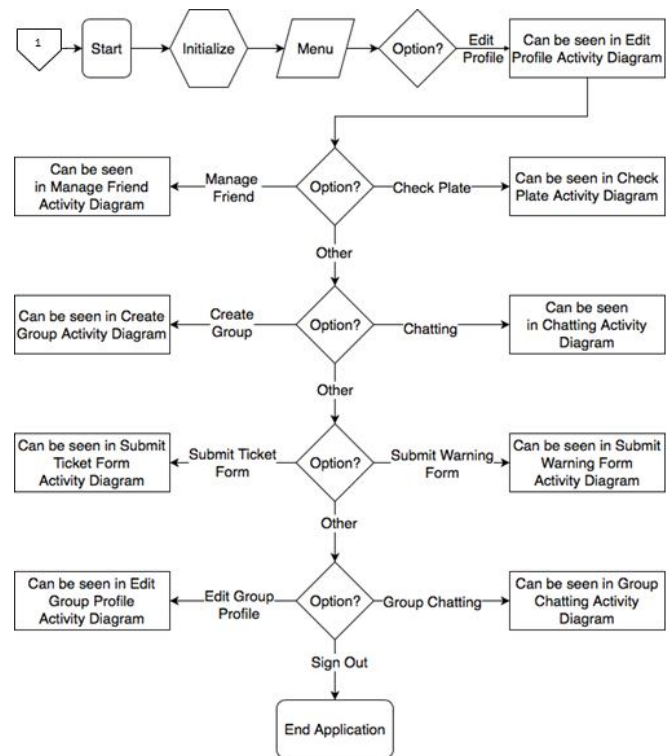 1
Start
Initialize
Menu
Option?
Edit
Profile
Can be seen in Edit
Profile Activity Diagram
Can be seen
in Manage Friend
Activity Diagram
Manage
Friend
Option?
Check Plate
Can be seen in Check
Plate Activity Diagram
Other
Can be seen in Create
Group Activity Diagram
Create
Group
Option?
Chatting
Can be seen
in Chatting Activity
Diagram
Other
Can be seen in Submit
Ticket Form
Activity Diagram
Submit Ticket
Form
Option?
Submit Warning
Form
Can be seen in Submit
Warning Form
Activity Diagram
Other
Can be seen in Edit
Group Profile
Activity Diagram
Edit Group
Profile
Option?
Group Chatting
Can be seen in Group
Chatting Activity
Diagram
Sign Out
End Application